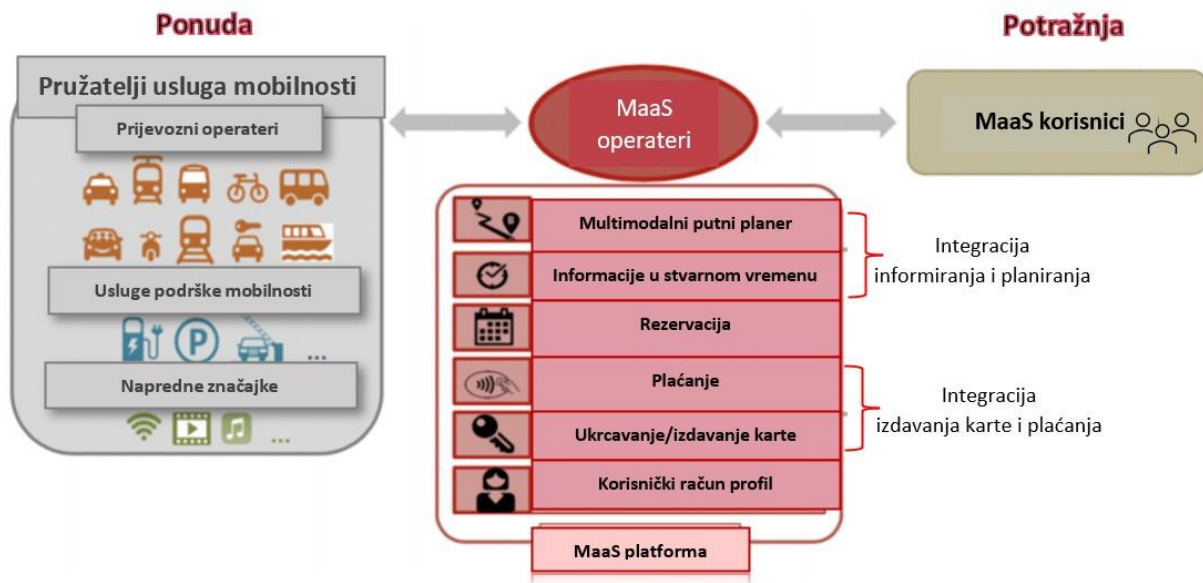 Ponuda
Potražnja
Pružatelji usluga mobilnosti
Prijevozni operateri
Usluge podrške mobilnosti
P
...
Napredne značajke
...
MaaS
operateri
MaaS korisnici
Multimodalni putni planer
Informacije u stvarnom vremenu
Rezervacija
Plaćanje
Ukrcavanje/izdavanje karte
Korisnički račun profil
MaaS platforma
Integracija
informiranja i planiranja
Integracija
izdavanja karte i plaćanja